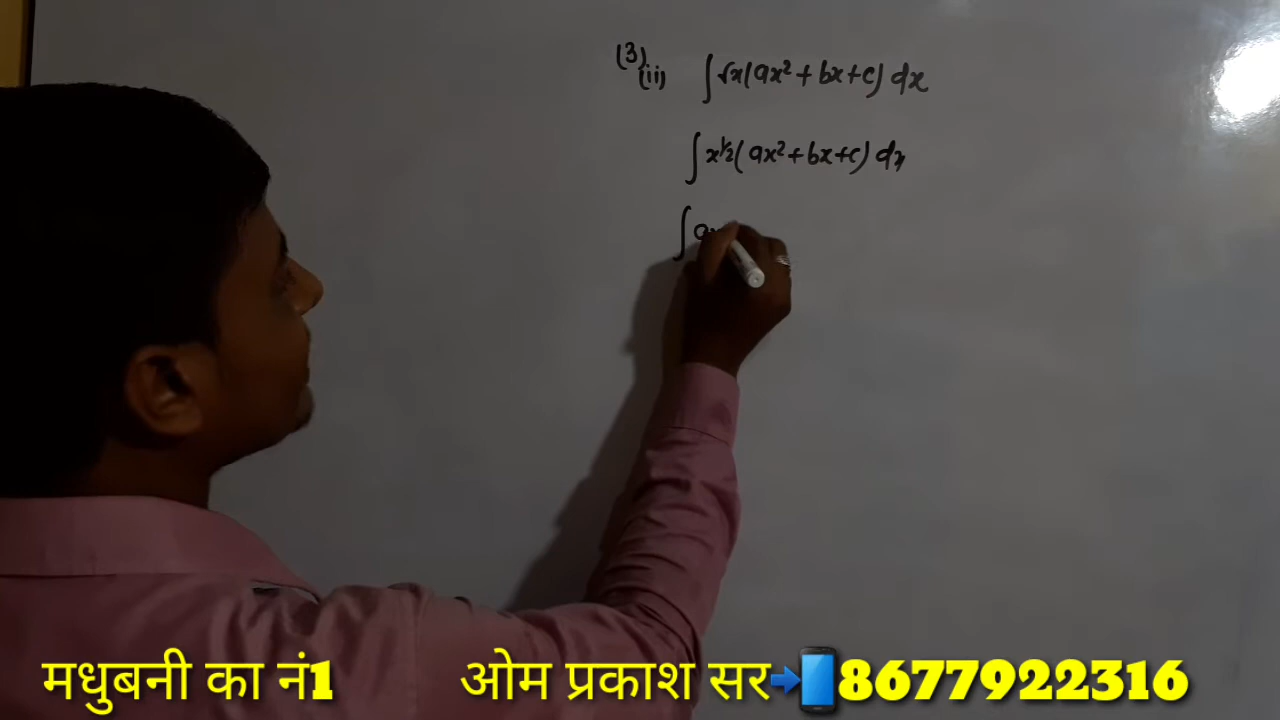 (3)
(ii) ∫√x(ax² + bx + c) dx
∫x^1/2(ax² + bx + c) dx
∫a
मधुबनी का नं1 ओम प्रकाश सर 8677922316